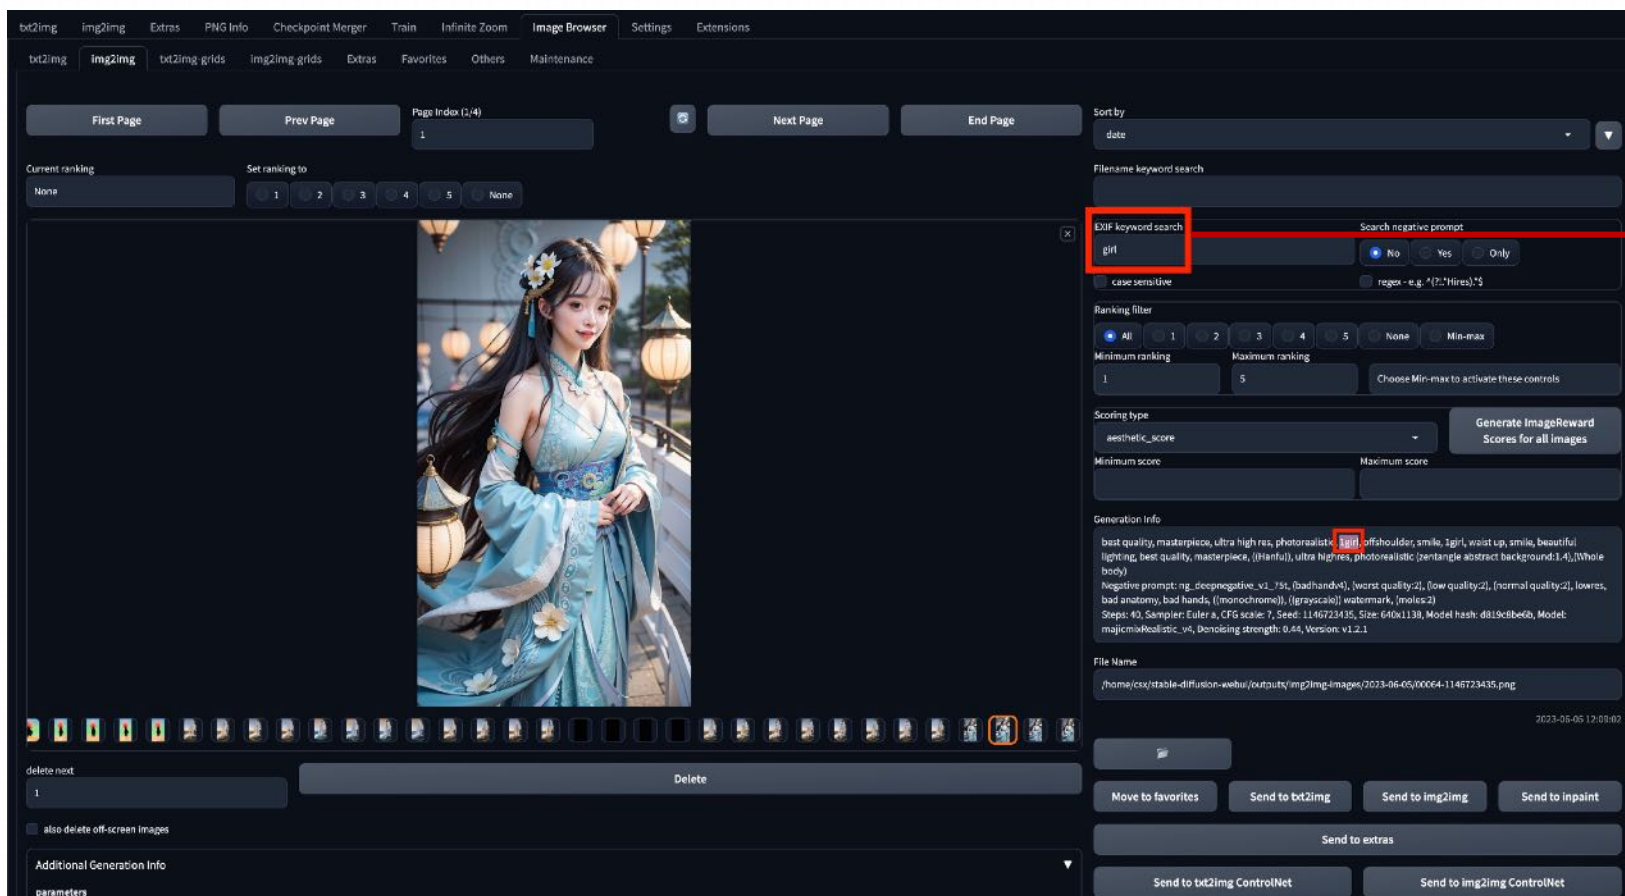 txt2img img2img Extras PNG Info Checkpoint Merger Train Infinite Zoom Image Browser Settings Extensions
txt2img img2img txt2img-grids img2img-grids Extras Favorites Others Maintenance
First Page
Prev Page
Page Index (1/4)
1
Next Page
End Page
Sort by
date
Current ranking
None
Set ranking to
1 2 3 4 5 None
Filename keyword search
EXIF keyword search
girl
Search negative prompt
No Yes Only
case sensitive
regex - e.g. ^(?!.*Hires).*$
Ranking filter
All 1 2 3 4 5 None Min-max
Minimum ranking
1
Maximum ranking
5
Choose Min-max to activate these controls
Scoring type
aesthetic_score
Generate ImageReward
Scores for all images
Minimum score
Maximum score
Generation Info
best quality, masterpiece, ultra high res, photorealistic, 1girl, offshoulder, smile, 1girl, waist up, smile, beautiful
lighting, best quality, masterpiece, ((Hanfu)), ultra highres, photorealistic (zentangle abstract background:1.4),(Whole
body)
Negative prompt: ng_deepnegative_v1_75t, (badhandv4), (worst quality:2), (low quality:2), (normal quality:2), lowres,
bad anatomy, bad hands, ((monochrome)), ((grayscale)) watermark, (moles:2)
Steps: 40, Sampler: Euler a, CFG scale: 7, Seed: 1146723435, Size: 640x1138, Model hash: d819c8be6b, Model:
majicmixRealistic_v4, Denoising strength: 0.44, Version: v1.2.1
File Name
/home/csx/stable-diffusion-webui/outputs/img2img-images/2023-06-05/00064-1146723435.png
2023-06-05 12:09:02
delete next
1
Delete
also delete off-screen images
Move to favorites
Send to txt2img
Send to img2img
Send to inpaint
Send to extras
Additional Generation Info
parameters
Send to txt2img ControlNet
Send to img2img ControlNet